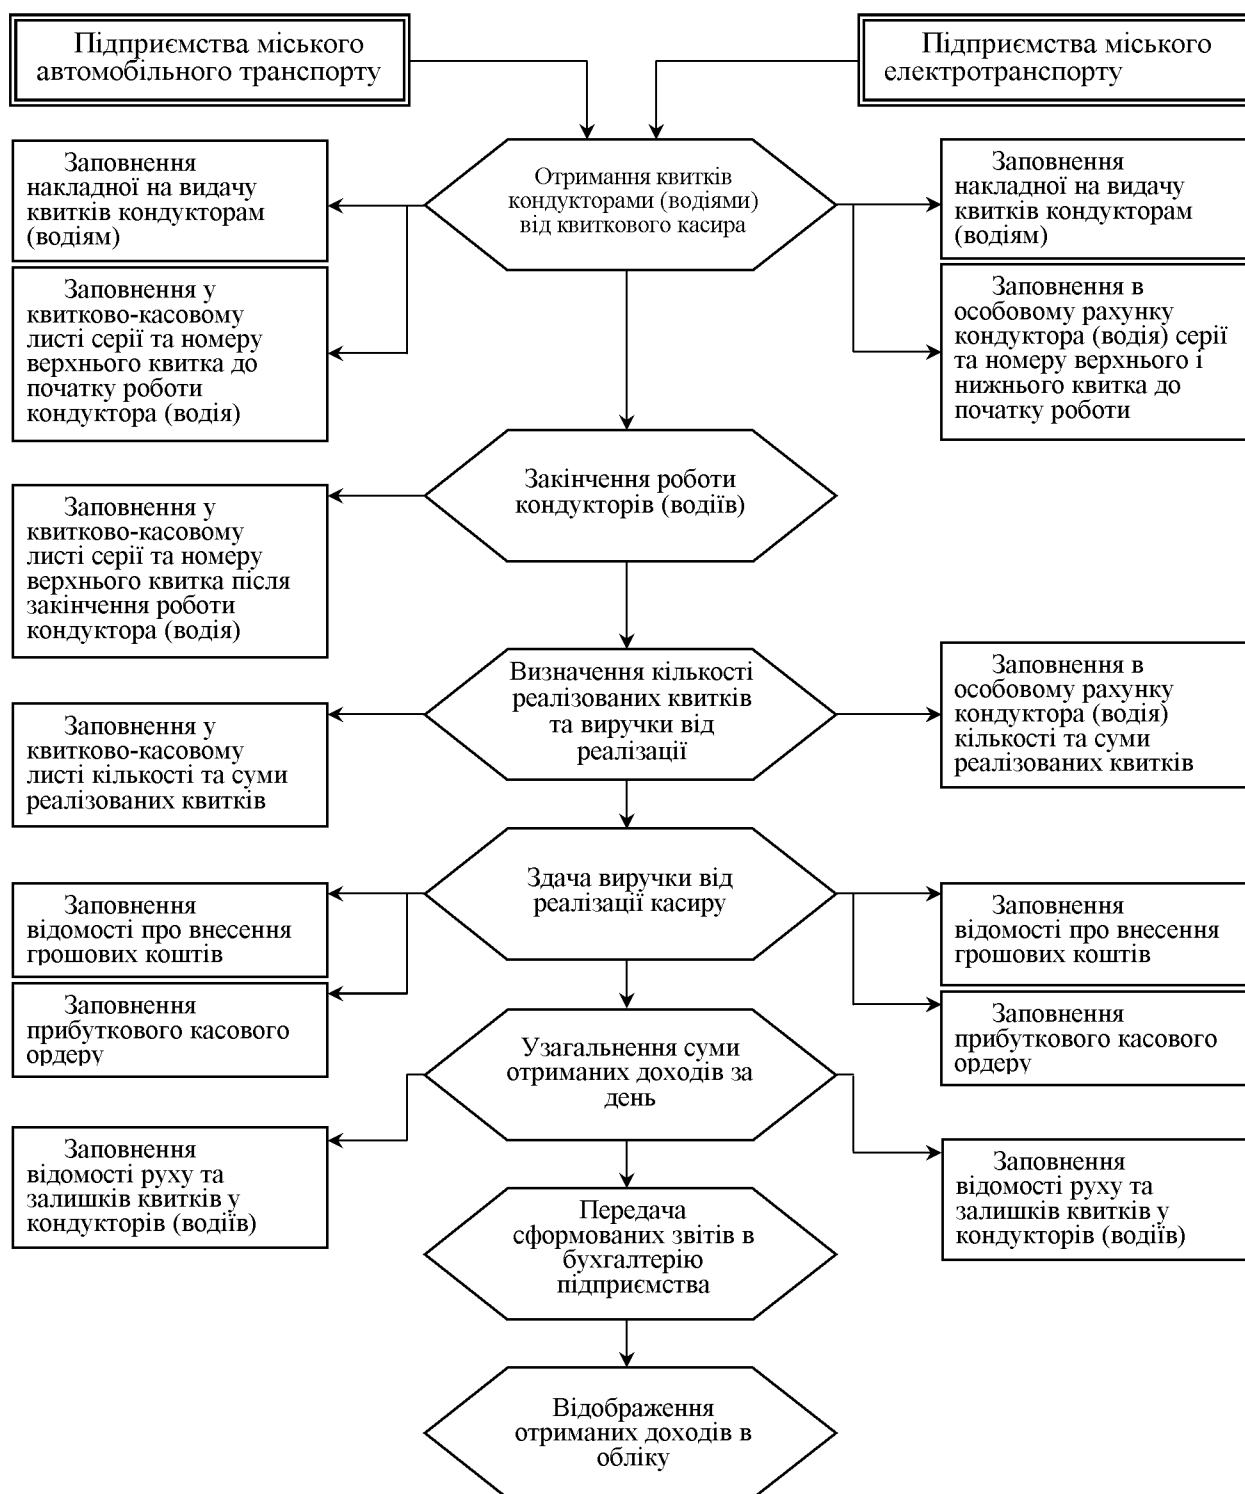 Підприємства міського
автомобільного транспорту
Підприємства міського
електротранспорту
Отримання квитків
кондукторами (водіями)
від квиткового касира
Заповнення
накладної на видачу
квитків кондукторам
(водіям)
Заповнення
накладної на видачу
квитків кондукторам
(водіям)
Заповнення у
квитково-касовому
листі серії та номеру
верхнього квитка до
початку роботи
кондуктора (водія)
Заповнення в
особовому рахунку
кондуктора (водія) серії
та номеру верхнього і
нижнього квитка до
початку роботи
Закінчення роботи
кондукторів (водіїв)
Заповнення у
квитково-касовому
листі серії та номеру
верхнього квитка після
закінчення роботи
кондуктора (водія)
Визначення кількості
реалізованих квитків
та виручки від
реалізації
Заповнення у
квитково-касовому
листі кількості та суми
реалізованих квитків
Заповнення в
особовому рахунку
кондуктора (водія)
кількості та суми
реалізованих квитків
Здача виручки від
реалізації касиру
Заповнення
відомості про внесення
грошових коштів
Заповнення
прибуткового касового
ордеру
Заповнення
відомості про внесення
грошових коштів
Заповнення
прибуткового касового
ордеру
Узагальнення суми
отриманих доходів за
день
Заповнення
відомості руху та
залишків квитків у
кондукторів (водіїв)
Заповнення
відомості руху та
залишків квитків у
кондукторів (водіїв)
Передача
сформованих звітів в
бухгалтерію
підприємства
Відображення
отриманих доходів в
обліку